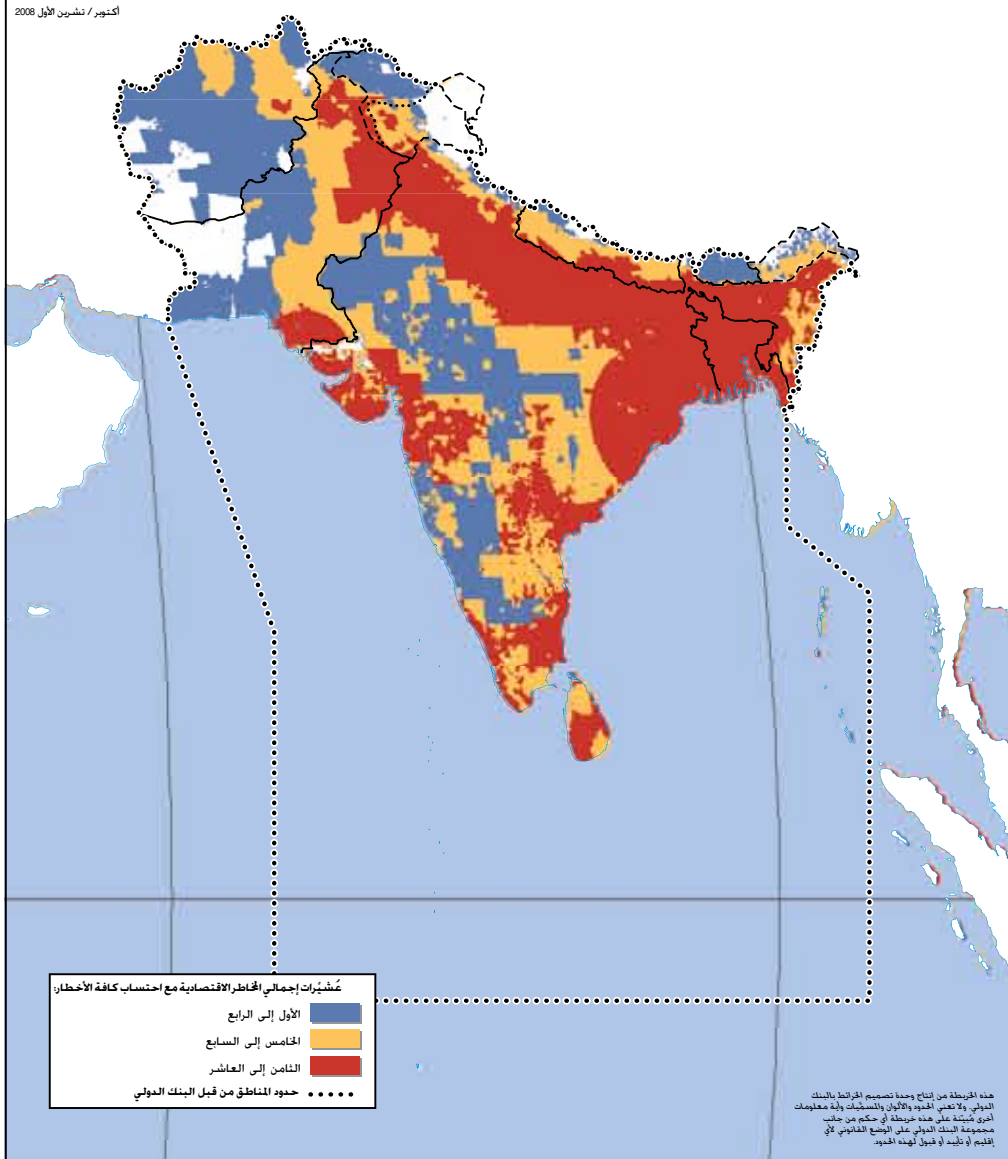 أكتوبر / تشرين الأول 2008
عُشيْرات إجمالي المخاطر الاقتصادية مع احتساب كافة الأخطار:
الأول إلى الرابع
الخامس إلى السابع
الثامن إلى العاشر
حدود المناطق من قبل البنك الدولي
هذه الخريطة من إنتاج وحدة تصميم الخرائط بالبنك
الدولي. ولا تعني الحدود والألوان والمسمّيات وأية معلومات
أخرى مُبيّنة على هذه خريطة أي حكم من جانب
مجموعة البنك الدولي على الوضع القانوني لأي
إقليم أو تأييد أو قبول لهذه الحدود.